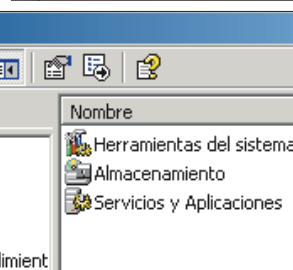 Nombre
Herramientas del sistema
Almacenamiento
Servicios y Aplicaciones